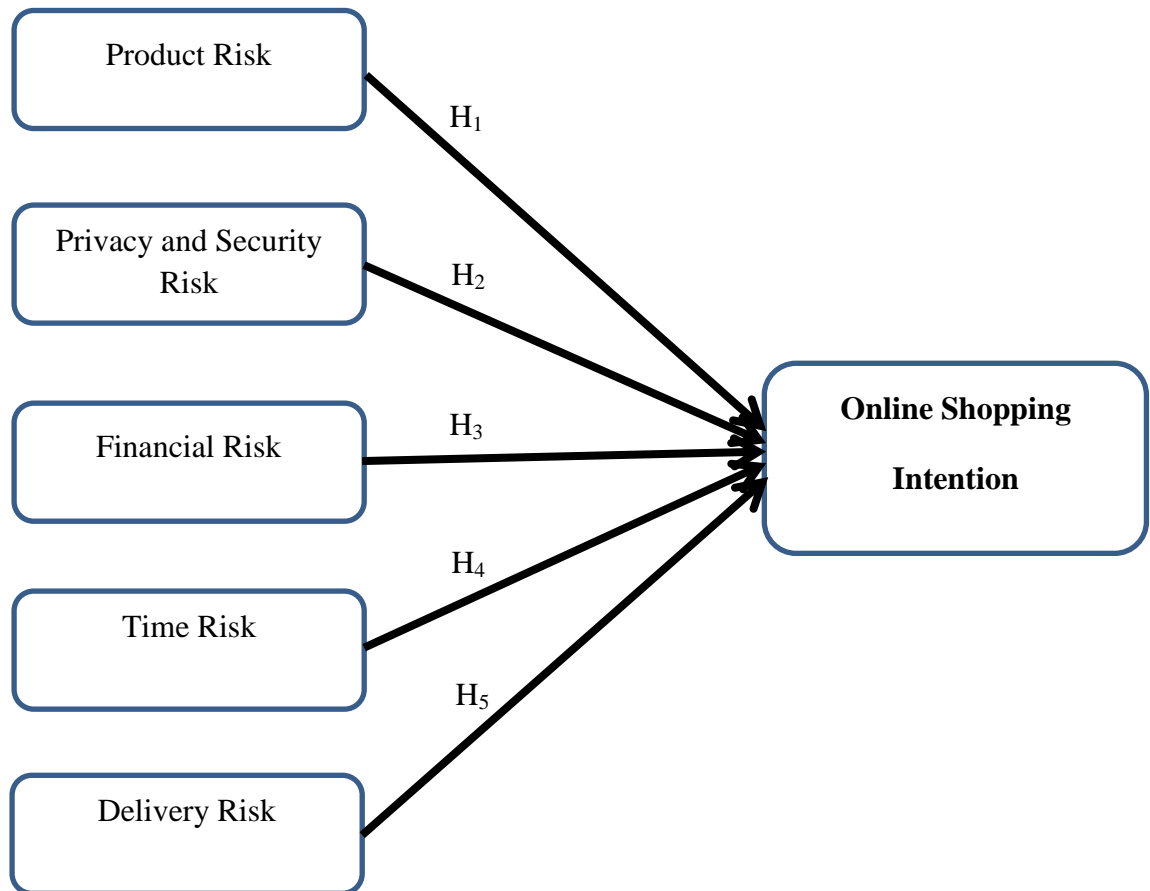 Product Risk
H₁
Privacy and Security
Risk
H₂
Financial Risk
H₃
Online Shopping
Intention
H₄
Time Risk
H₅
Delivery Risk